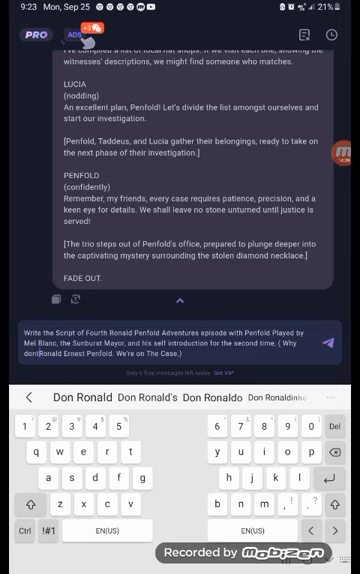 9:23 Mon, Sep 25
21%
PRO
ADS
+3
I've compiled a list of local hat shops. If we visit each one, showing the
witnesses' descriptions, we might find someone who matches.
LUCIA
(nodding)
An excellent plan, Penfold! Let's divide the list amongst ourselves and
start our investigation.
[Penfold, Taddeus, and Lucia gather their belongings, ready to take on
the next phase of their investigation.]
PENFOLD
(confidently)
Remember, my friends, every case requires patience, precision, and a
keen eye for details. We shall leave no stone unturned until justice is
served!
[The trio steps out of Penfold's office, prepared to plunge deeper into
the captivating mystery surrounding the stolen diamond necklace.]
FADE OUT.
14:59
Write the Script of Fourth Ronald Penfold Adventures episode with Penfold Played by
Mel Blanc, the Sunburst Mayor, and his self introduction for the second time, ( Why
dontRonald Ernest Penfold. We're on The Case.)
Only 0 free messages left today. Get VIP
Don Ronald Don Ronald's Don Ronaldo Don Ronaldinho ...
1 2 3 4 5 6 7 8 9 0 Del
q w e r t y u i o p
a s d f g h j k l
z x c v b n m , ! . ?
Ctrl !#1 EN(US) EN(US) < >
Recorded by Mobizen